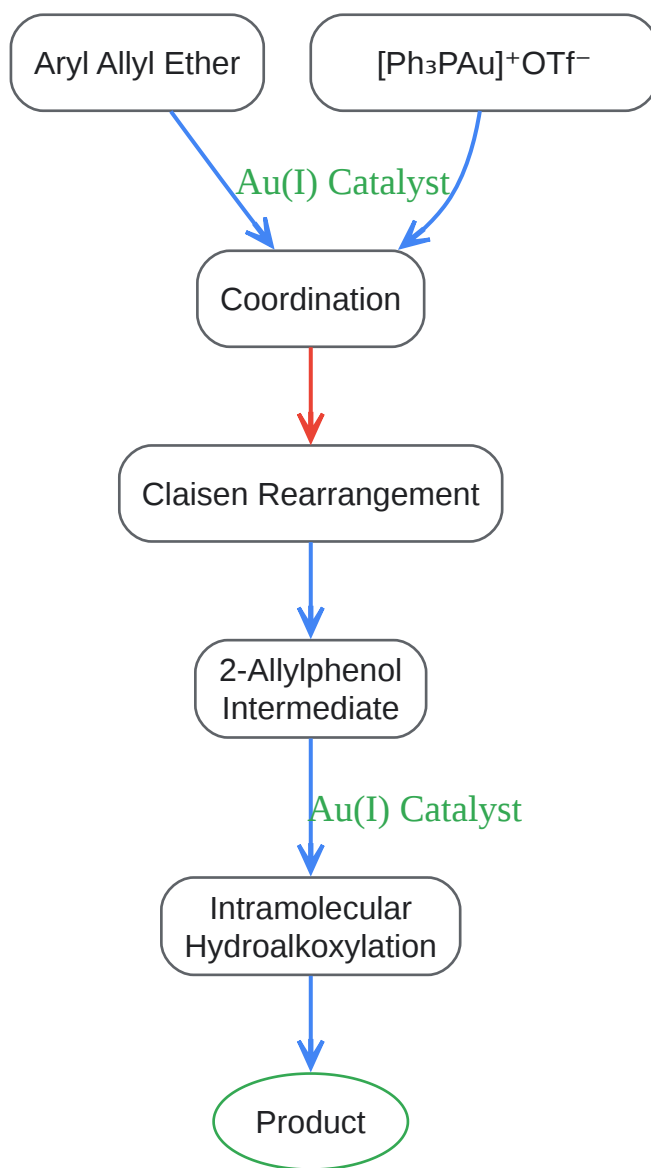 Aryl Allyl Ether
[Ph₃PAu]⁺OTf⁻
Au(I) Catalyst
Coordination
Claisen Rearrangement
2-Allylphenol
Intermediate
Au(I) Catalyst
Intramolecular
Hydroalkoxylation
Product